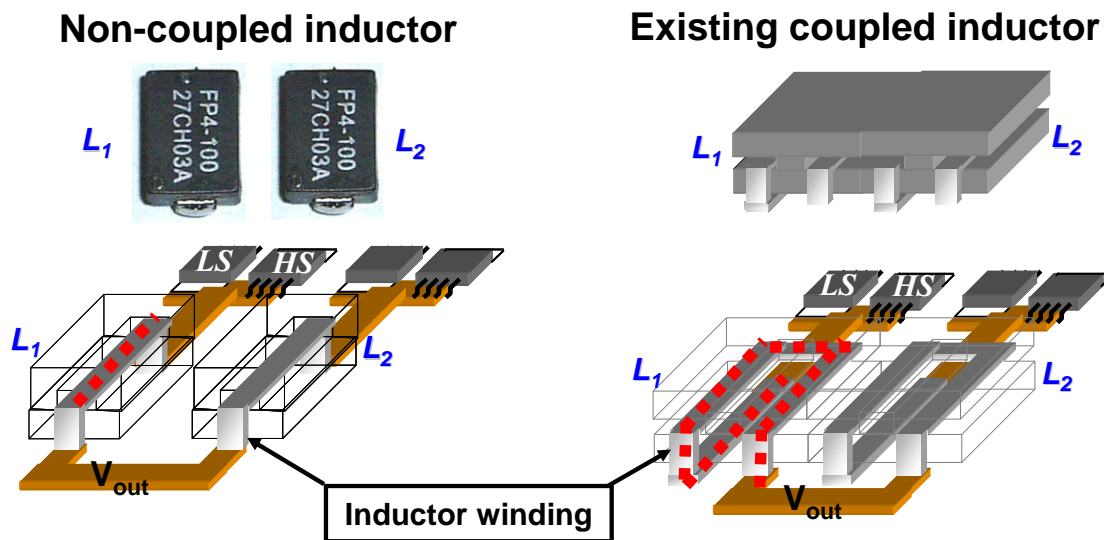 Non-coupled inductor
Existing coupled inductor
L1
FP4-100
27CH03A
FP4-100
27CH03A
L2
L1
L2
LS HS
L1
L2
Vout
LS HS
L1
L2
Vout
Inductor winding